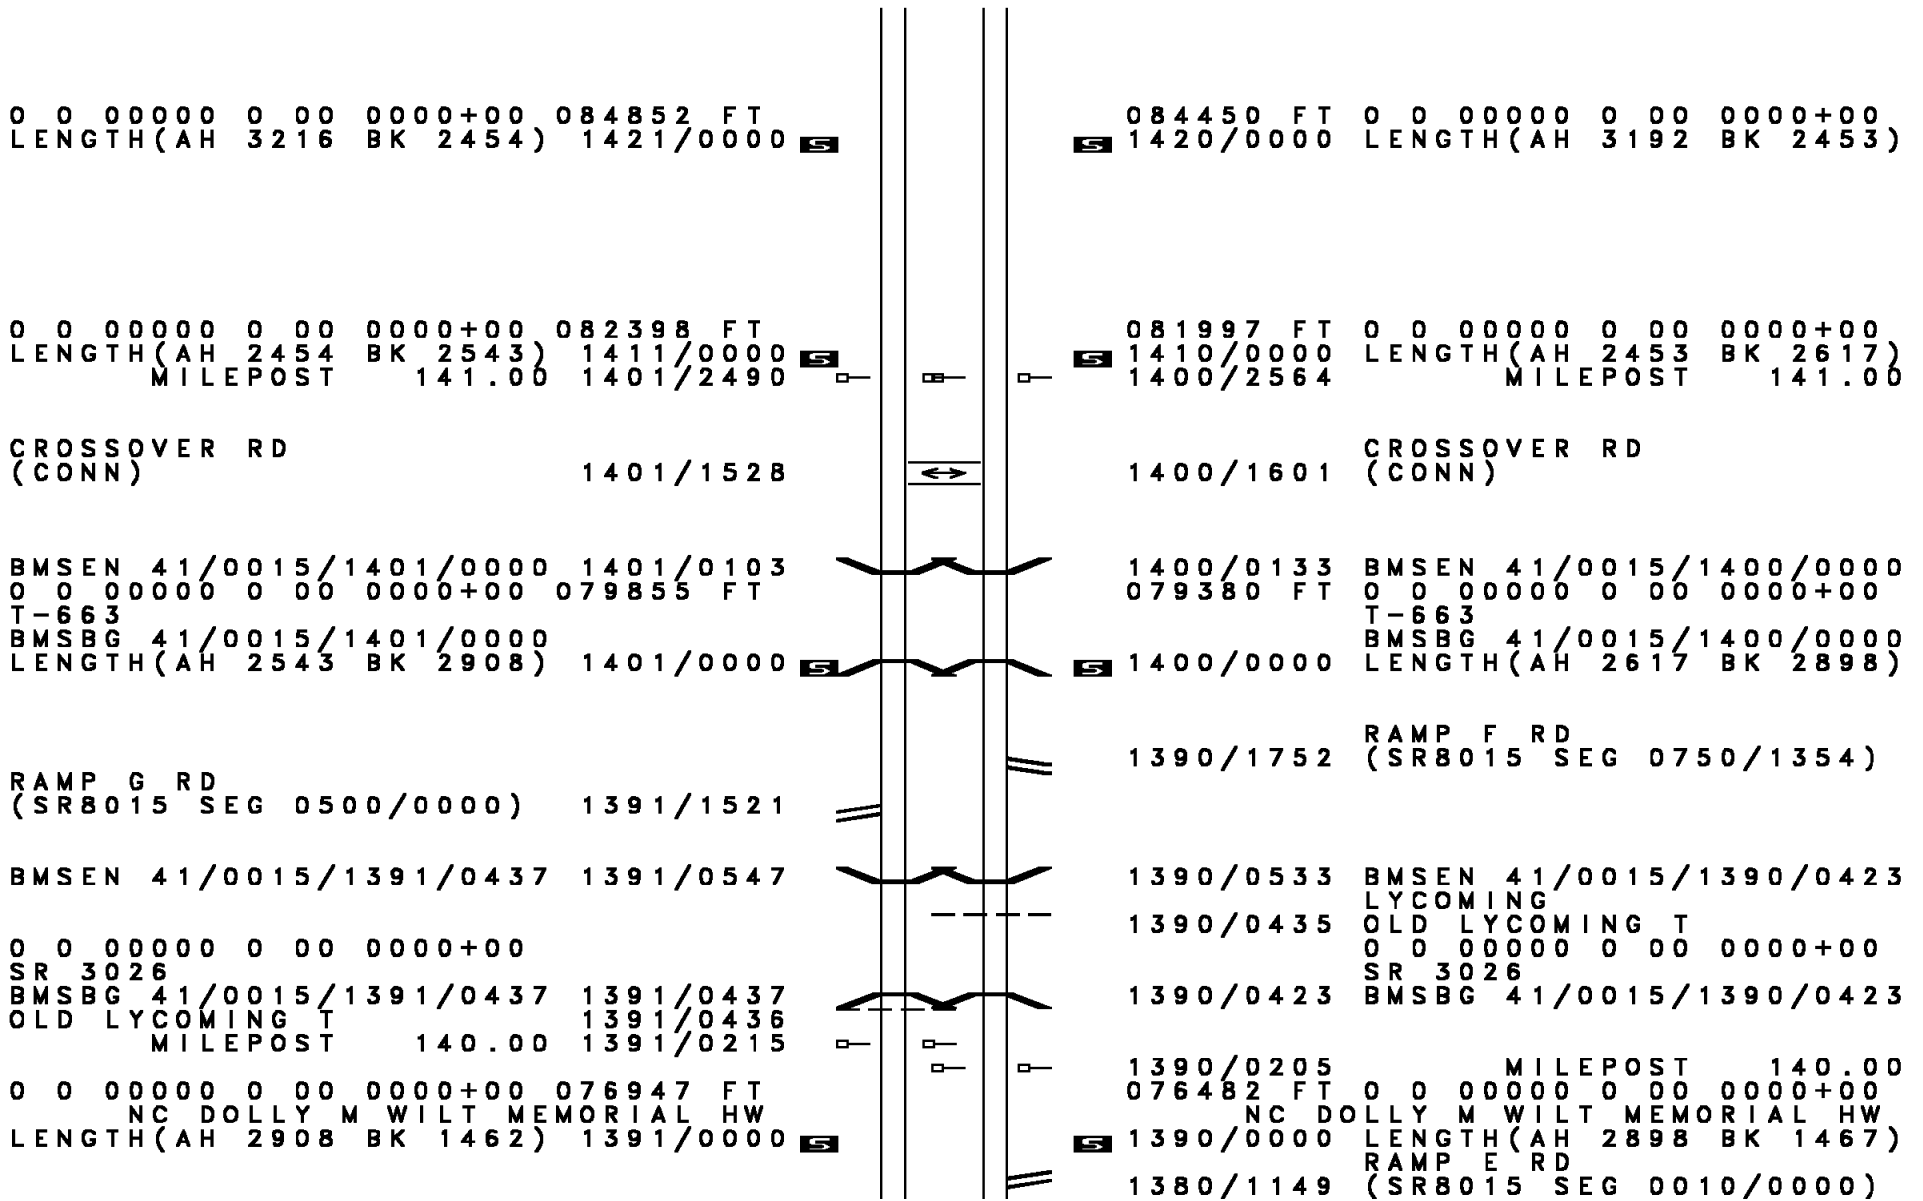 0 0 00000 0 00 0000+00 084852 FT
LENGTH(AH 3216 BK 2454) 1421/0000 S
084450 FT 0 0 00000 0 00 0000+00
S 1420/0000 LENGTH(AH 3192 BK 2453)
0 0 00000 0 00 0000+00 082398 FT
LENGTH(AH 2454 BK 2543) 1411/0000 S
MILEPOST 141.00 1401/2490
081997 FT 0 0 00000 0 00 0000+00
S 1410/0000 LENGTH(AH 2453 BK 2617)
1400/2564 MILEPOST 141.00
CROSSOVER RD
(CONN) 1401/1528
CROSSOVER RD
1400/1601 (CONN)
BMSEN 41/0015/1401/0000 1401/0103
0 0 00000 0 00 0000+00 079855 FT
T-663
BMSBG 41/0015/1401/0000
LENGTH(AH 2543 BK 2908) 1401/0000 S
1400/0133 BMSEN 41/0015/1400/0000
079380 FT 0 0 00000 0 00 0000+00
T-663
BMSBG 41/0015/1400/0000
S 1400/0000 LENGTH(AH 2617 BK 2898)
RAMP F RD
1390/1752 (SR8015 SEG 0750/1354)
RAMP G RD
(SR8015 SEG 0500/0000) 1391/1521
BMSEN 41/0015/1391/0437 1391/0547
1390/0533 BMSEN 41/0015/1390/0423
LYCOMING
1390/0435 OLD LYCOMING T
0 0 00000 0 00 0000+00
SR 3026
1390/0423 BMSBG 41/0015/1390/0423
0 0 00000 0 00 0000+00
SR 3026
BMSBG 41/0015/1391/0437 1391/0437
OLD LYCOMING T 1391/0436
MILEPOST 140.00 1391/0215
0 0 00000 0 00 0000+00 076947 FT
NC DOLLY M WILT MEMORIAL HW
LENGTH(AH 2908 BK 1462) 1391/0000 S
1390/0205 MILEPOST 140.00
076482 FT 0 0 00000 0 00 0000+00
NC DOLLY M WILT MEMORIAL HW
S 1390/0000 LENGTH(AH 2898 BK 1467)
RAMP E RD
1380/1149 (SR8015 SEG 0010/0000)